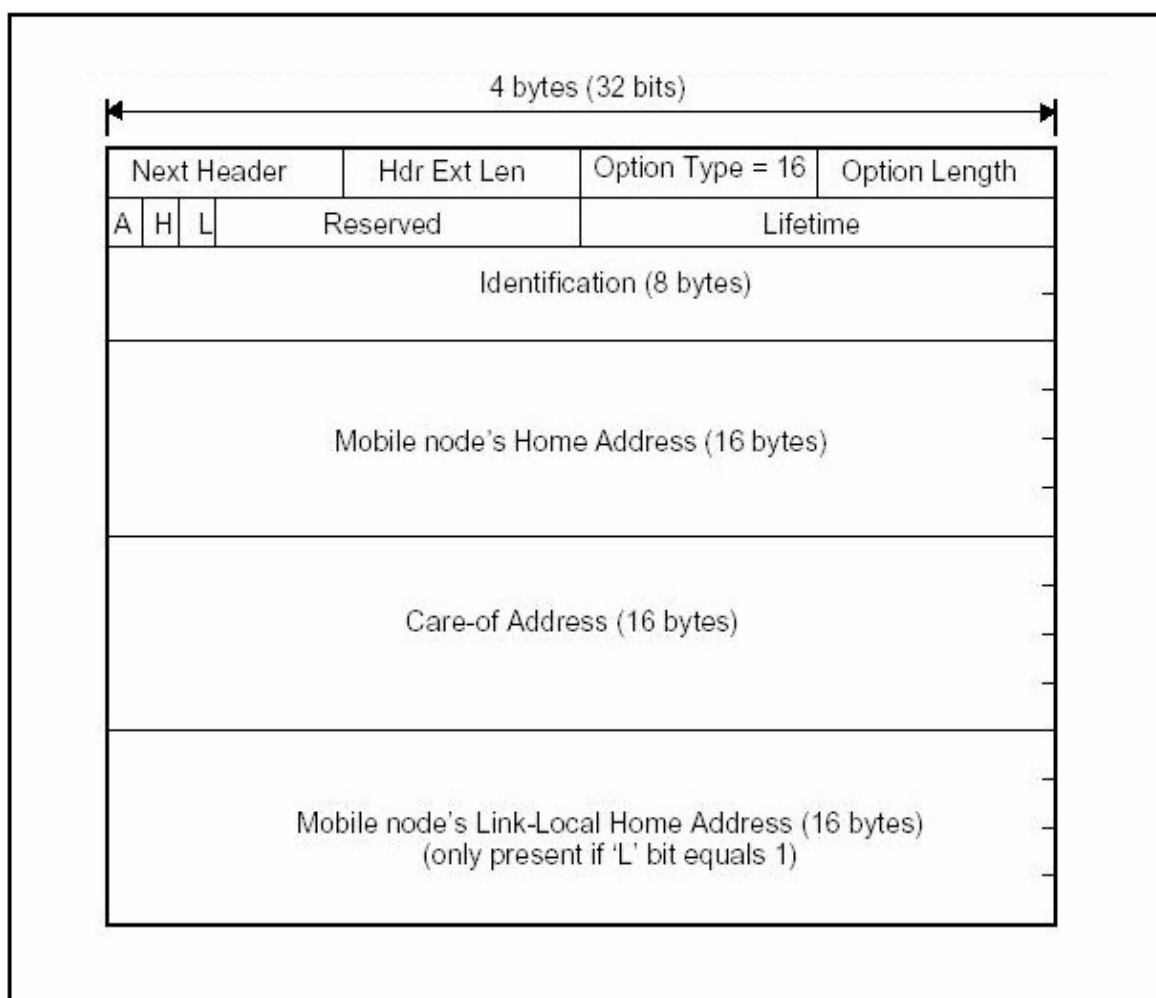 4 bytes (32 bits)
Next Header Hdr Ext Len Option Type = 16 Option Length
A H L Reserved Lifetime
Identification (8 bytes)
Mobile node’s Home Address (16 bytes)
Care-of Address (16 bytes)
Mobile node’s Link-Local Home Address (16 bytes)
(only present if ‘L’ bit equals 1)